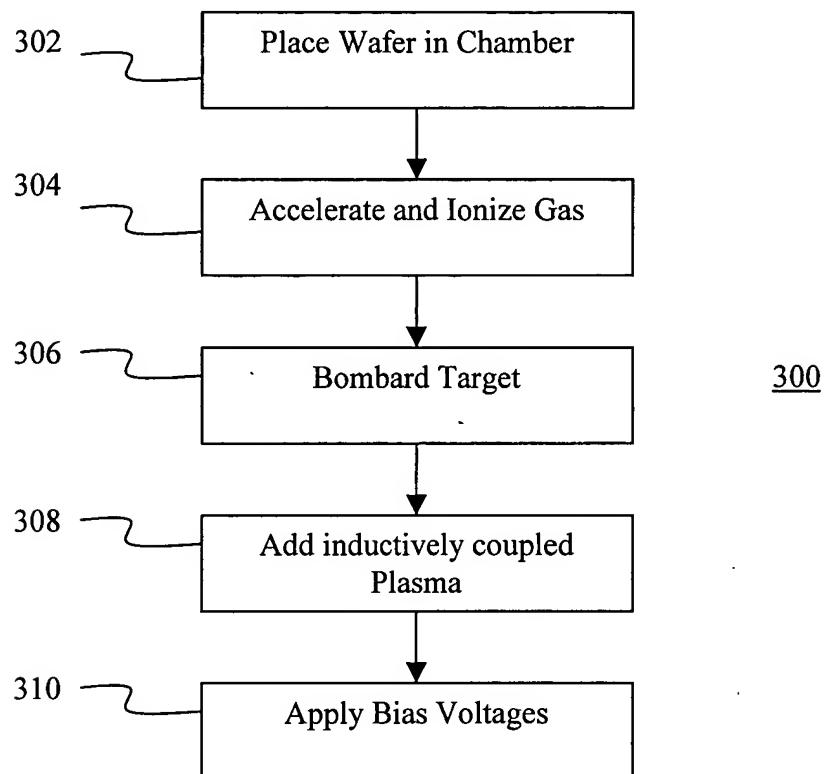 302
Place Wafer in Chamber
304
Accelerate and Ionize Gas
306
Bombard Target
300
308
Add inductively coupled
Plasma
310
Apply Bias Voltages